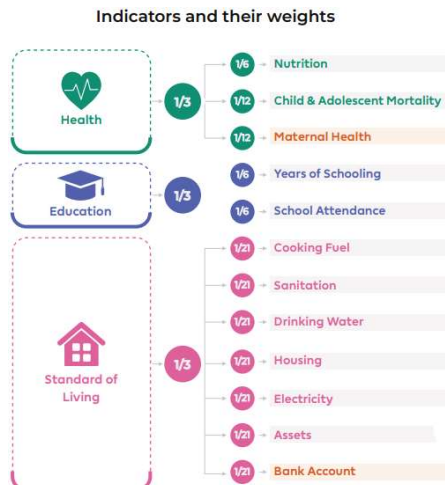 Indicators and their weights
Health
1/3
1/6 Nutrition
1/12 Child & Adolescent Mortality
1/12 Maternal Health
Education
1/3
1/6 Years of Schooling
1/6 School Attendance
Standard of
Living
1/3
1/21 Cooking Fuel
1/21 Sanitation
1/21 Drinking Water
1/21 Housing
1/21 Electricity
1/21 Assets
1/21 Bank Account